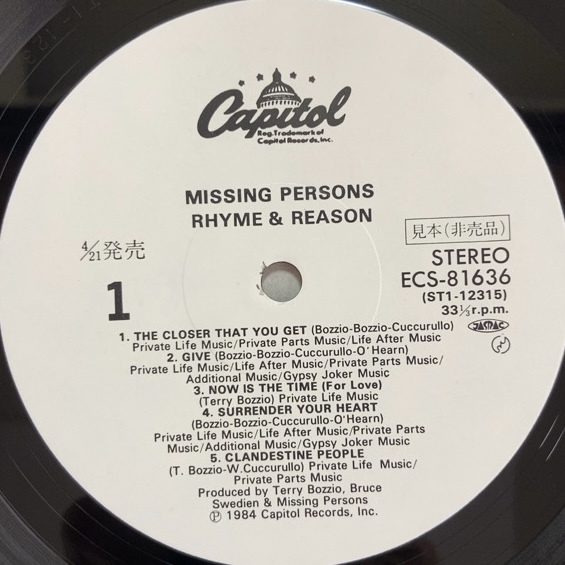 Capitol
Reg. Trademark of
Capitol Records, Inc.
MISSING PERSONS
RHYME & REASON
4/21発売
見本(非売品)
STEREO
ECS-81636
(ST1-12315)
33⅓r.p.m.
JASRAC
1
1. THE CLOSER THAT YOU GET (Bozzio-Bozzio-Cuccurullo)
Private Life Music/Private Parts Music/Life After Music
2. GIVE (Bozzio-Bozzio-Cuccurullo-O'Hearn)
Private Life Music/Life After Music/Private Parts Music/
Additional Music/Gypsy Joker Music
3. NOW IS THE TIME (For Love)
(Terry Bozzio) Private Life Music
4. SURRENDER YOUR HEART
(Bozzio-Bozzio-Cuccurullo-O'Hearn)
Private Life Music/Life After Music/Private Parts
Music/Additional Music/Gypsy Joker Music
5. CLANDESTINE PEOPLE
(T. Bozzio-W.Cuccurullo) Private Life Music/
Private Parts Music
Produced by Terry Bozzio, Bruce
Swedien & Missing Persons
℗ 1984 Capitol Records, Inc.